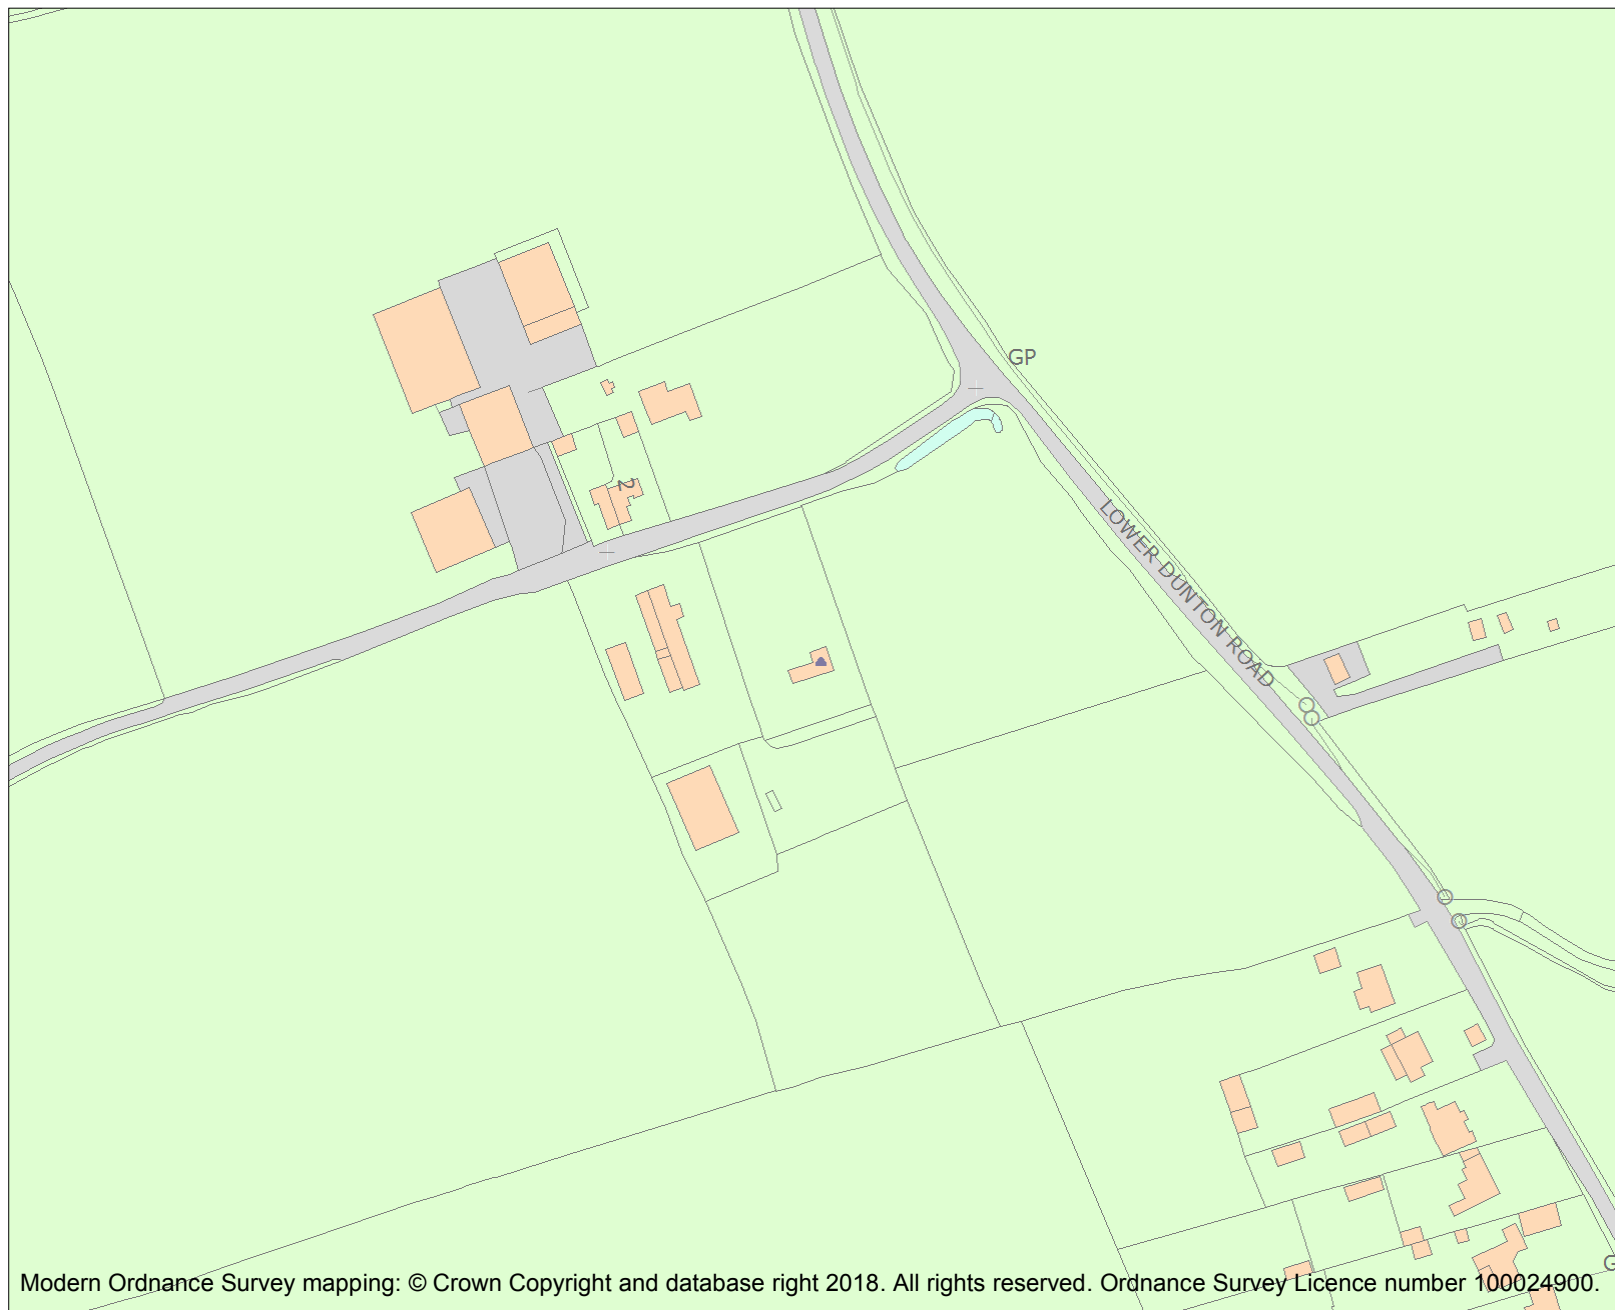 GP
2
LOWER DUNTON ROAD
G
Modern Ordnance Survey mapping: © Crown Copyright and database right 2018. All rights reserved. Ordnance Survey Licence number 100024900.